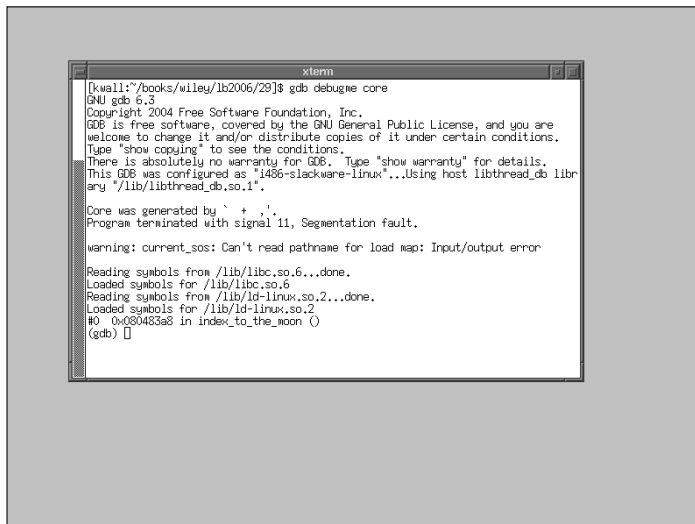 xterm
[kwall:~/books/wiley/lb2006/29]$ gdb debugme core
GNU gdb 6.3
Copyright 2004 Free Software Foundation, Inc.
GDB is free software, covered by the GNU General Public License, and you are
welcome to change it and/or distribute copies of it under certain conditions.
Type "show copying" to see the conditions.
There is absolutely no warranty for GDB.  Type "show warranty" for details.
This GDB was configured as "i486-slackware-linux"...Using host libthread_db libr
ary "/lib/libthread_db.so.1".
Core was generated by `  +  ,'.
Program terminated with signal 11, Segmentation fault.
warning: current_sos: Can't read pathname for load map: Input/output error
Reading symbols from /lib/libc.so.6...done.
Loaded symbols for /lib/libc.so.6
Reading symbols from /lib/ld-linux.so.2...done.
Loaded symbols for /lib/ld-linux.so.2
#0  0x080483a8 in index_to_the_moon ()
(gdb)